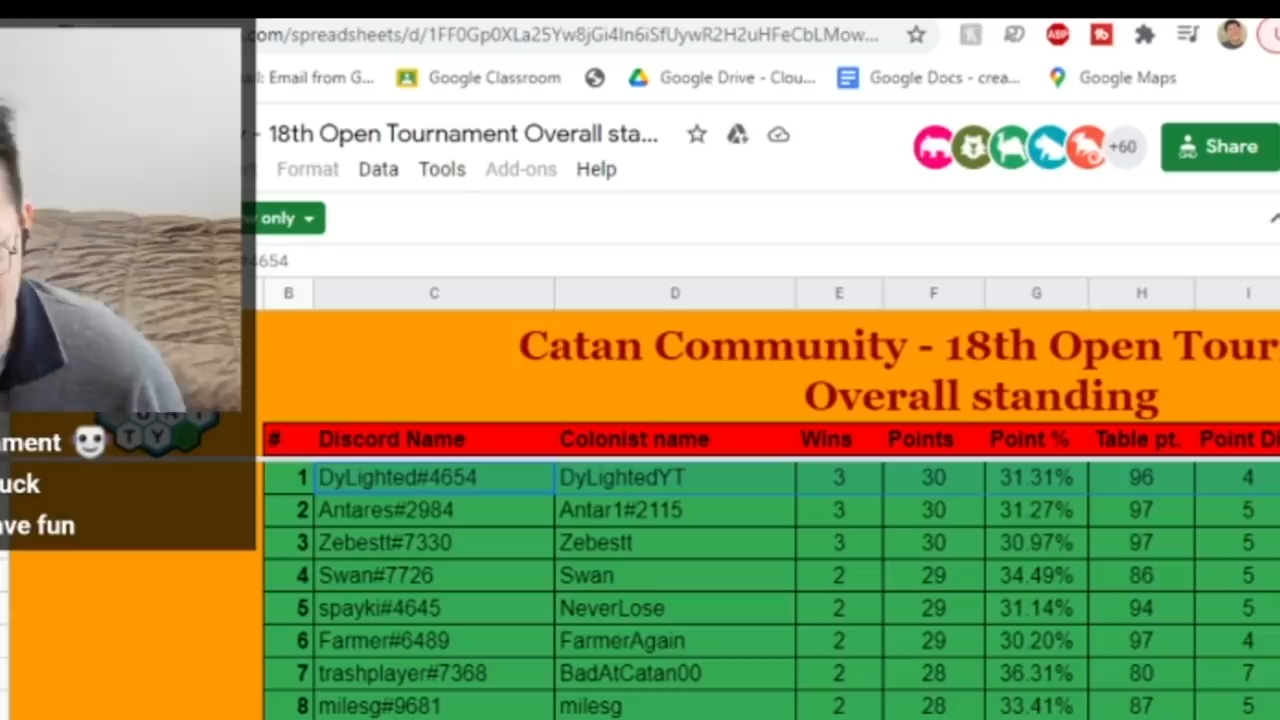 .com/spreadsheets/d/1FF0Gp0XLa25Yw8jGi4In6iSfUywR2H2uHFeCbLMow...
ABP
: Email from G... Google Classroom Google Drive - Clou... Google Docs - crea... Google Maps
- 18th Open Tournament Overall sta...
+60 Share
Format Data Tools Add-ons Help
only
4654
B C D E F G H I
Catan Community - 18th Open Tour
Overall standing
# Discord Name Colonist name Wins Points Point % Table pt. Point Di
1 DyLighted#4654 DyLightedYT 3 30 31.31% 96 4
2 Antares#2984 Antar1#2115 3 30 31.27% 97 5
3 Zebestt#7330 Zebestt 3 30 30.97% 97 5
4 Swan#7726 Swan 2 29 34.49% 86 5
5 spayki#4645 NeverLose 2 29 31.14% 94 5
6 Farmer#6489 FarmerAgain 2 29 30.20% 97 4
7 trashplayer#7368 BadAtCatan00 2 28 36.31% 80 7
8 milesg#9681 milesg 2 28 33.41% 87 5
TY
ment
uck
ave fun